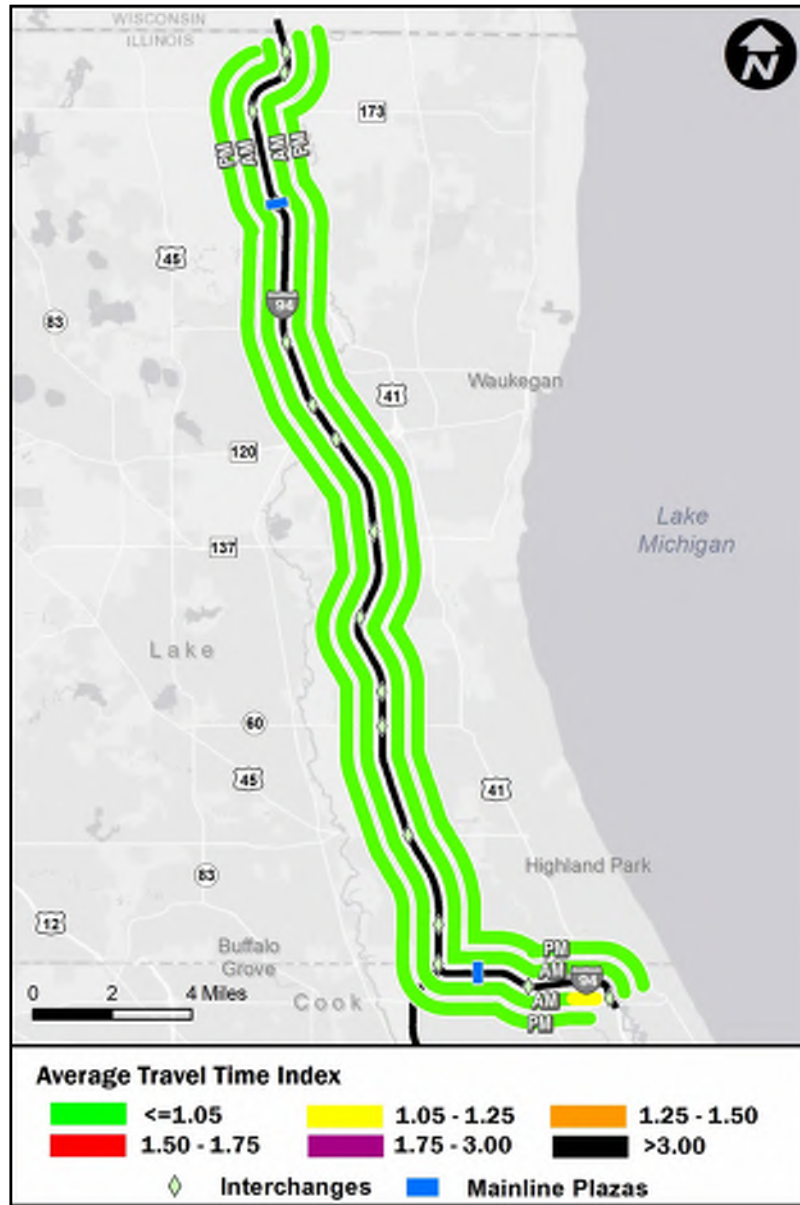 WISCONSIN
ILLINOIS
N
173
PM AM AM PM
45
94
83
41
Waukegan
120
Lake
Michigan
137
Lake
60
45
41
Highland Park
83
12
Buffalo
Grove
PM
AM
94
AM
PM
0 2 4 Miles
Cook
Average Travel Time Index
<=1.05 1.05 - 1.25 1.25 - 1.50
1.50 - 1.75 1.75 - 3.00 >3.00
Interchanges Mainline Plazas